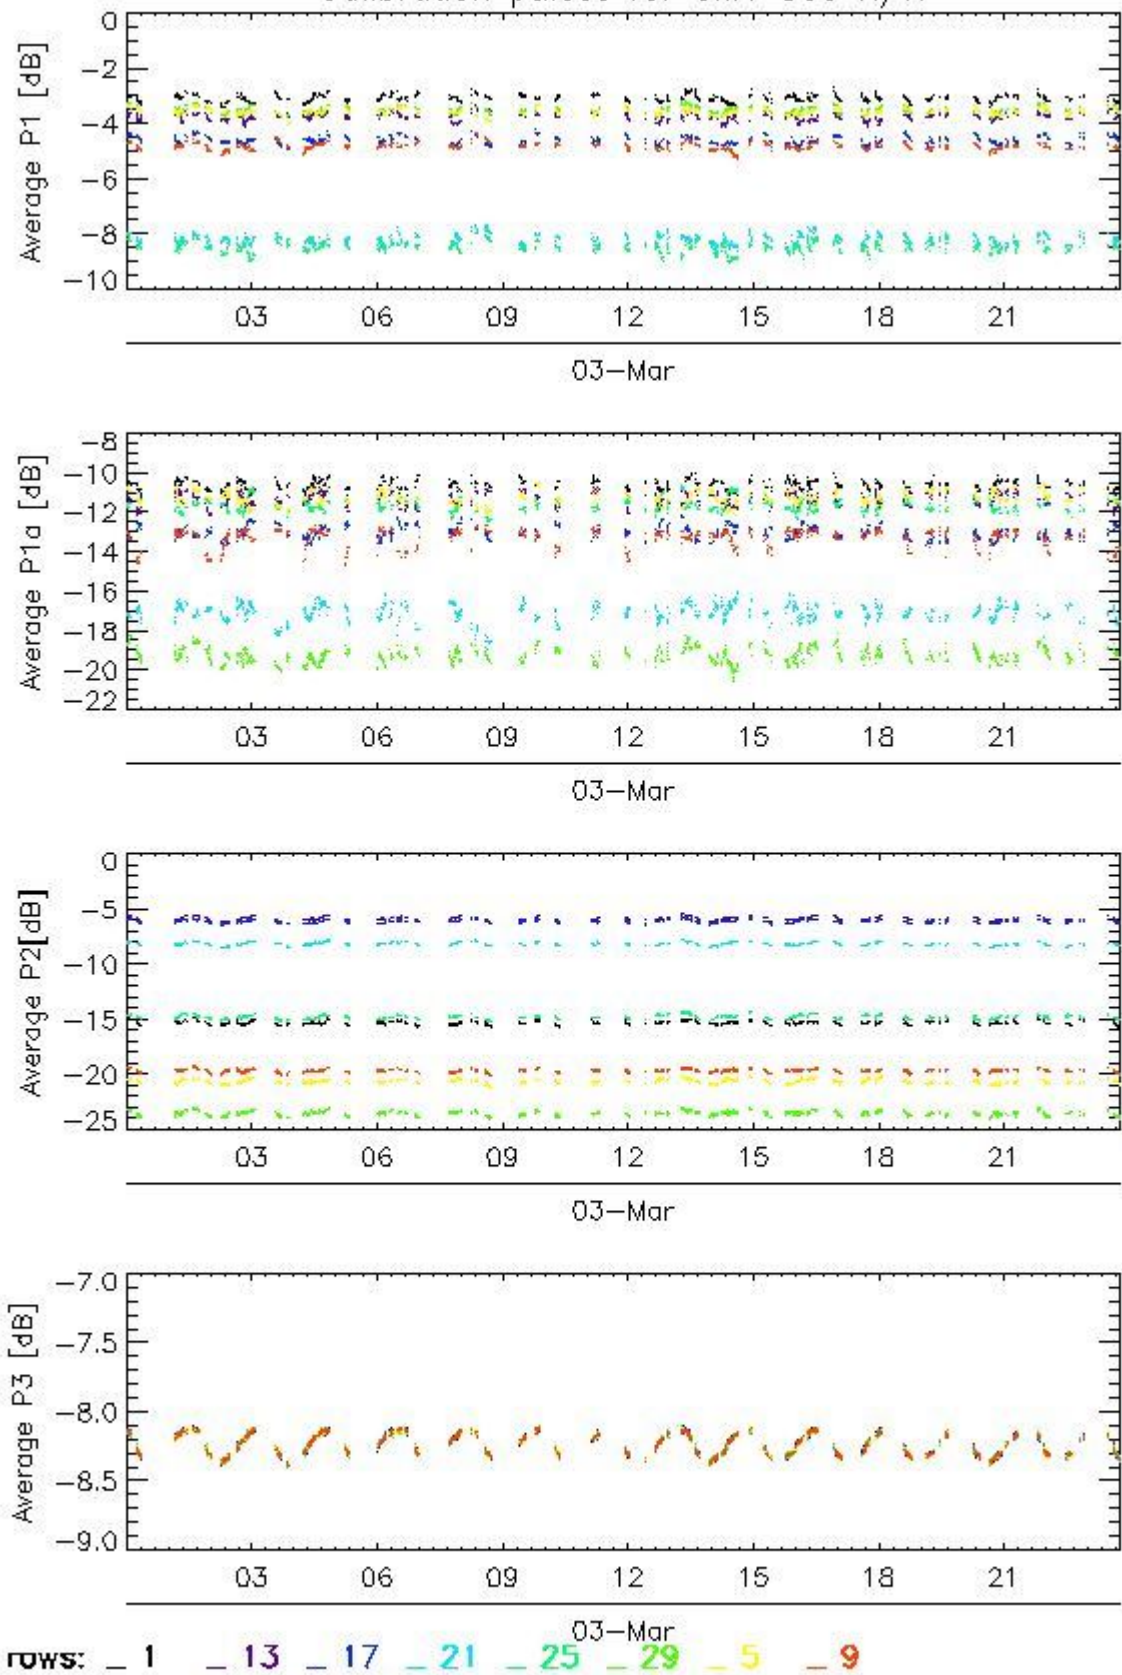 0
-2
-4
-6
-8
-10
Average P1 [dB]
03 06 09 12 15 18 21
03-Mar
-8
-10
-12
-14
-16
-18
-20
-22
Average P1a [dB]
03 06 09 12 15 18 21
03-Mar
0
-5
-10
-15
-20
-25
Average P2[dB]
03 06 09 12 15 18 21
03-Mar
-7.0
-7.5
-8.0
-8.5
-9.0
Average P3 [dB]
03 06 09 12 15 18 21
03-Mar
rows: _ 1 _ 13 _ 17 _ 21 _ 25 _ 29 _ 5 _ 9